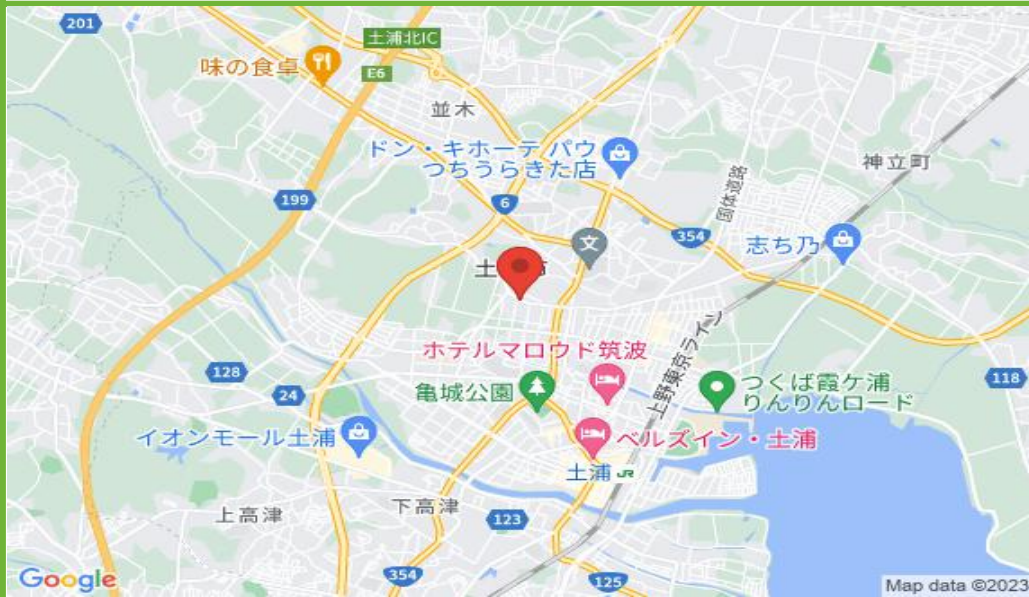 201
土浦北IC
味の食卓
E6
並木
ドン・キホーテ パウ
つちうらきた店
神立町
国体道路
199
6
354
志ち乃
文
土
市
上野東京ライン
ホテルマロウド筑波
128
118
24
亀城公園
つくば霞ケ浦
りんりんロード
イオンモール土浦
ベルズイン・土浦
土浦 JR
上高津
下高津
123
354
125
Google
Map data ©2023